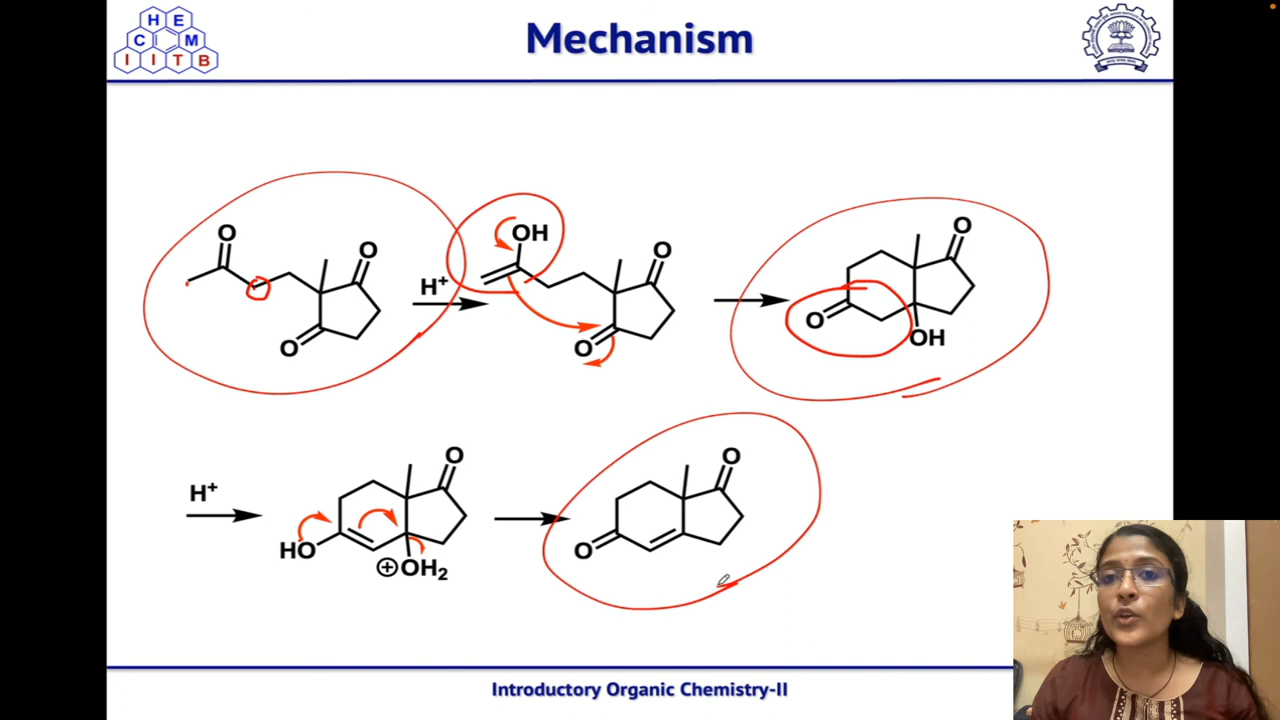 H E
C M
I I T B
Mechanism
O
O
O
H+
OH
O
O
O
O
OH
H+
O
HO
⊕OH2
O
O
Introductory Organic Chemistry-II